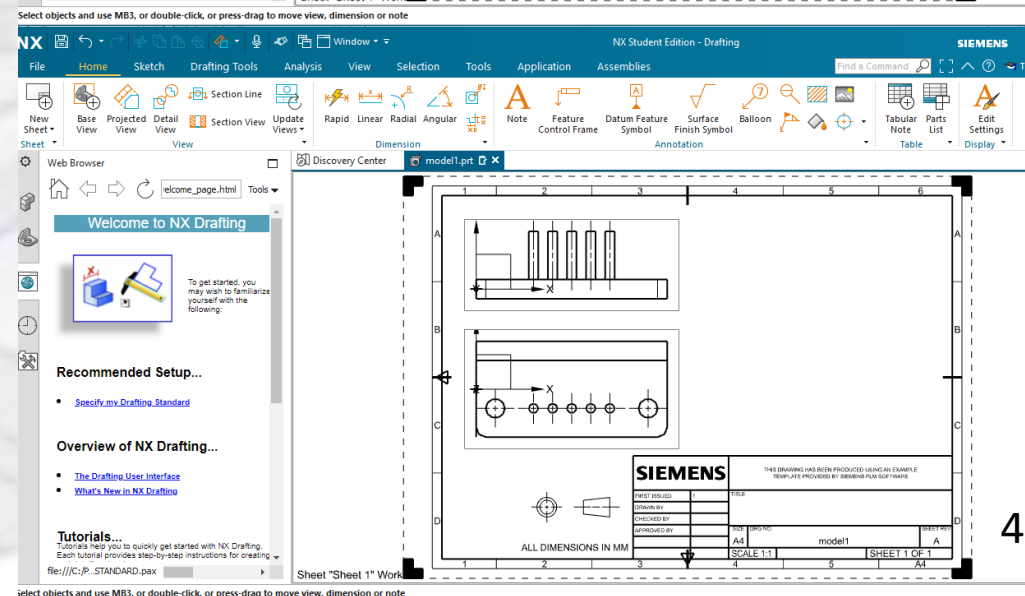 Select objects and use MB3, or double-click, or press-drag to move view, dimension or note
NX Window NX Student Edition - Drafting SIEMENS
File Home Sketch Drafting Tools Analysis View Selection Tools Application Assemblies Find a Command
New Sheet Base View Projected View Detail View Section Line Section View Update Views Rapid Linear Radial Angular Note Feature Control Frame Datum Feature Symbol Surface Finish Symbol Balloon Tabular Note Parts List Edit Settings
Sheet View Dimension Annotation Table Display
Web Browser
Discovery Center model1.prt
elcome_page.html Tools
Welcome to NX Drafting
To get started, you
may wish to familiarize
yourself with the
following:
Recommended Setup...
Specify my Drafting Standard
Overview of NX Drafting...
The Drafting User Interface
What's New in NX Drafting
Tutorials...
Tutorials help you to quickly get started with NX Drafting.
Each tutorial provides step-by-step instructions for creating
file:///C:/P...STANDARD.pax
1 2 3 4 5 6
A A
X
B B
X
C C
D D
SIEMENS
THIS DRAWING HAS BEEN PRODUCED USING AN EXAMPLE
TEMPLATE PROVIDED BY SIEMENS PLM SOFTWARE
FIRST ISSUED 1 TITLE
DRAWN BY
CHECKED BY
APPROVED BY
SIZE DRG NO. SHEET REV
A4 model1 A
SCALE 1:1 SHEET 1 OF 1
ALL DIMENSIONS IN MM
1 2 3 4 5 A4
4
Sheet "Sheet 1" Work
Select objects and use MB3, or double-click, or press-drag to move view, dimension or note